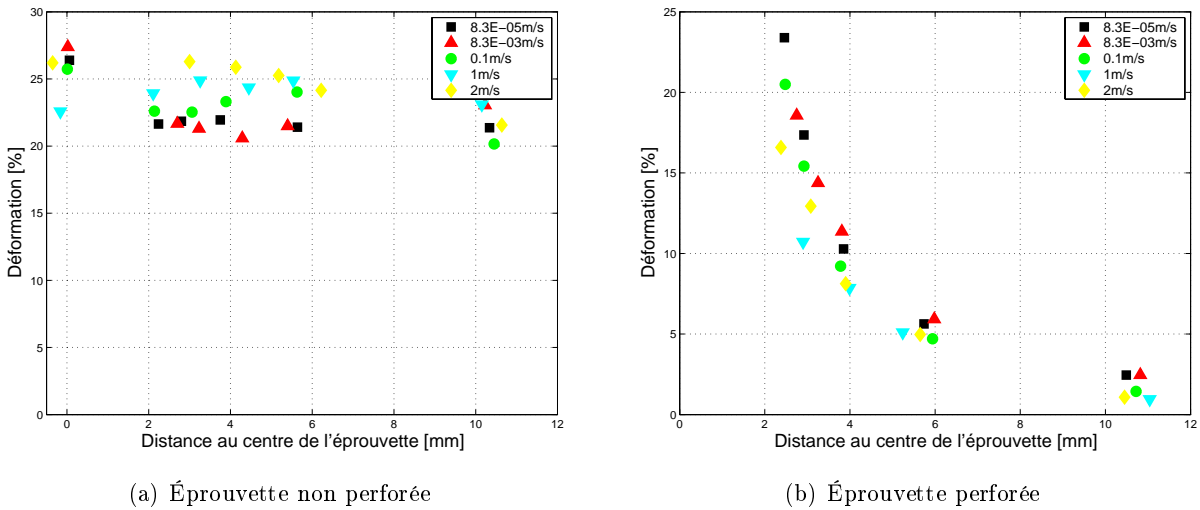 30
25
20
15
10
5
0
0
2
4
6
8
10
12
Déformation [%]
Distance au centre de l'éprouvette [mm]
8.3E−05m/s
8.3E−03m/s
0.1m/s
1m/s
2m/s
(a) Éprouvette non perforée
25
20
15
10
5
0
0
2
4
6
8
10
12
Déformation [%]
Distance au centre de l'éprouvette [mm]
8.3E−05m/s
8.3E−03m/s
0.1m/s
1m/s
2m/s
(b) Éprouvette perforée